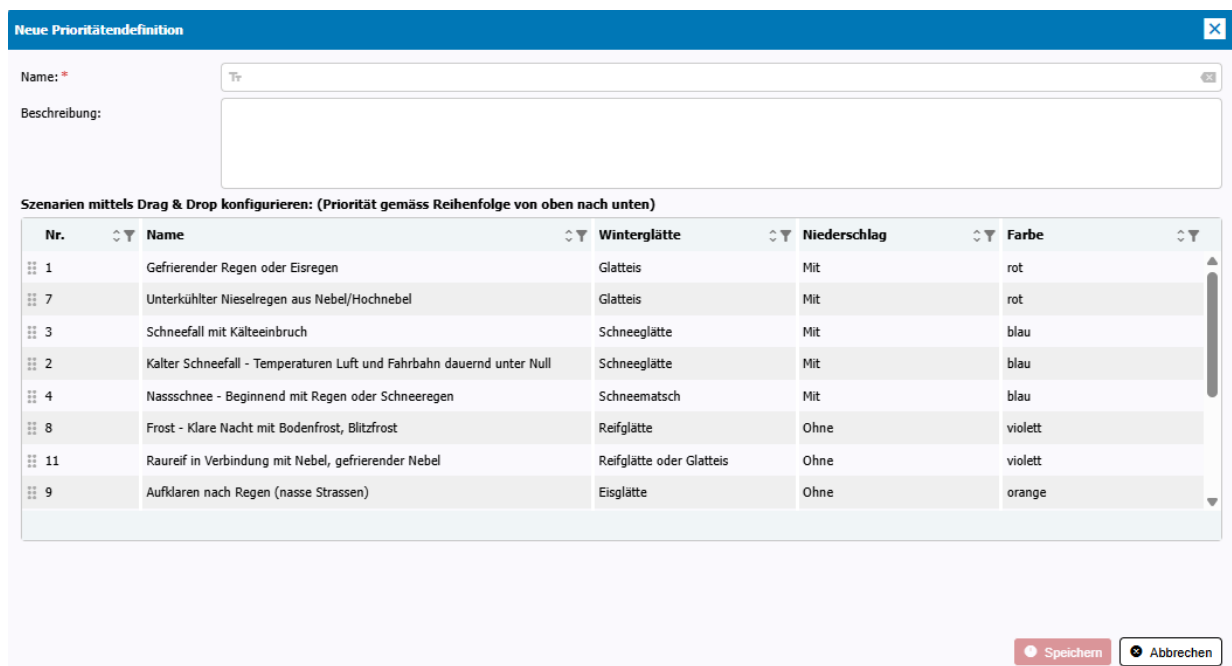 Neue Prioritätendefinition
Name: *
Beschreibung:
Szenarien mittels Drag & Drop konfigurieren: (Priorität gemäss Reihenfolge von oben nach unten)
Nr. Name Winterglätte Niederschlag Farbe
1 Gefrierender Regen oder Eisregen Glatteis Mit rot
7 Unterkühlter Nieselregen aus Nebel/Hochnebel Glatteis Mit rot
3 Schneefall mit Kälteeinbruch Schneeglätte Mit blau
2 Kalter Schneefall - Temperaturen Luft und Fahrbahn dauernd unter Null Schneeglätte Mit blau
4 Nassschnee - Beginnend mit Regen oder Schneeregen Schneematsch Mit blau
8 Frost - Klare Nacht mit Bodenfrost, Blitzfrost Reifglätte Ohne violett
11 Raureif in Verbindung mit Nebel, gefrierender Nebel Reifglätte oder Glatteis Ohne violett
9 Aufklaren nach Regen (nasse Strassen) Eisglätte Ohne orange
Speichern Abbrechen